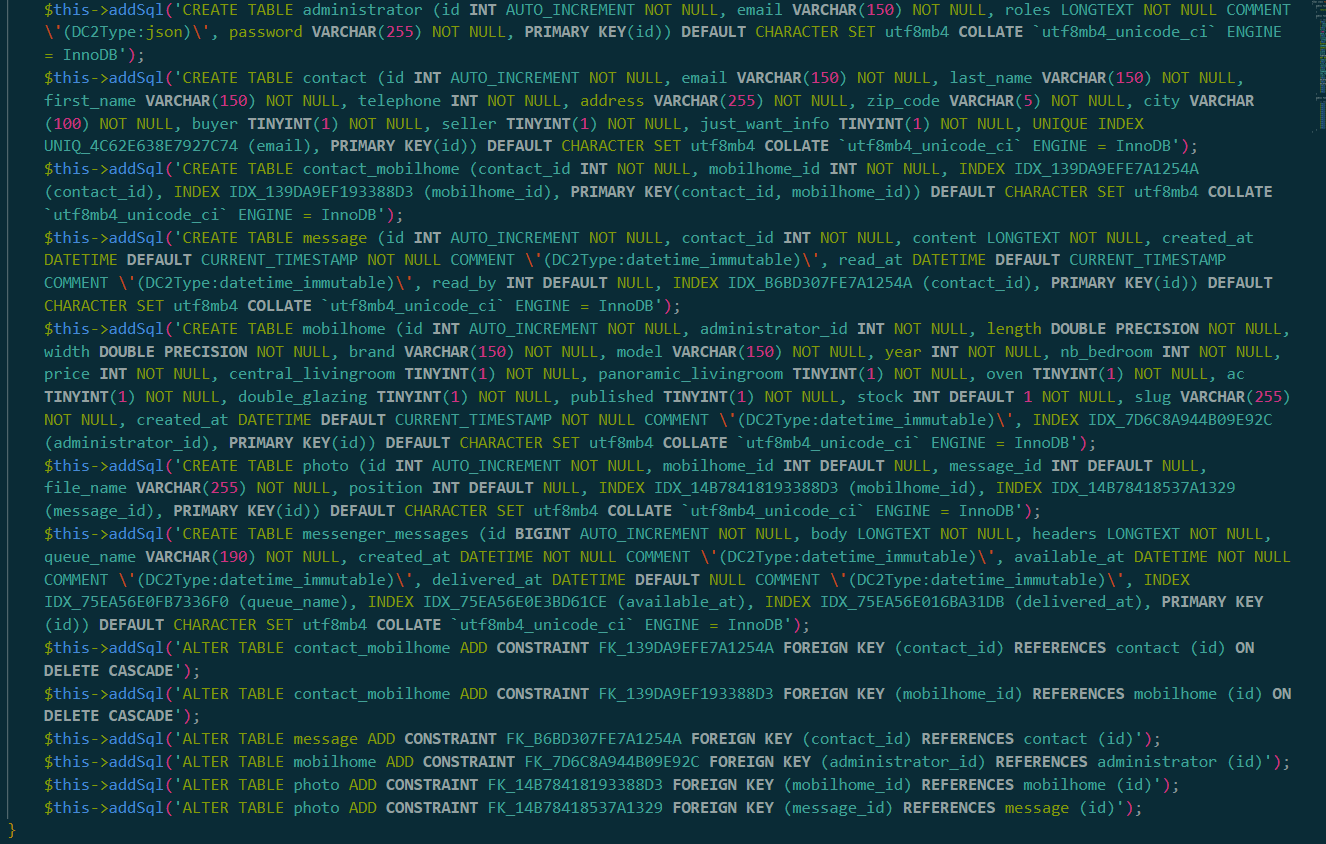 $this->addSql('CREATE TABLE administrator (id INT AUTO_INCREMENT NOT NULL, email VARCHAR(150) NOT NULL, roles LONGTEXT NOT NULL COMMENT
\'(DC2Type:json)\', password VARCHAR(255) NOT NULL, PRIMARY KEY(id)) DEFAULT CHARACTER SET utf8mb4 COLLATE `utf8mb4_unicode_ci` ENGINE
= InnoDB');
$this->addSql('CREATE TABLE contact (id INT AUTO_INCREMENT NOT NULL, email VARCHAR(150) NOT NULL, last_name VARCHAR(150) NOT NULL,
first_name VARCHAR(150) NOT NULL, telephone INT NOT NULL, address VARCHAR(255) NOT NULL, zip_code VARCHAR(5) NOT NULL, city VARCHAR
(100) NOT NULL, buyer TINYINT(1) NOT NULL, seller TINYINT(1) NOT NULL, just_want_info TINYINT(1) NOT NULL, UNIQUE INDEX
UNIQ_4C62E638E7927C74 (email), PRIMARY KEY(id)) DEFAULT CHARACTER SET utf8mb4 COLLATE `utf8mb4_unicode_ci` ENGINE = InnoDB');
$this->addSql('CREATE TABLE contact_mobilhome (contact_id INT NOT NULL, mobilhome_id INT NOT NULL, INDEX IDX_139DA9EFE7A1254A
(contact_id), INDEX IDX_139DA9EF193388D3 (mobilhome_id), PRIMARY KEY(contact_id, mobilhome_id)) DEFAULT CHARACTER SET utf8mb4 COLLATE
`utf8mb4_unicode_ci` ENGINE = InnoDB');
$this->addSql('CREATE TABLE message (id INT AUTO_INCREMENT NOT NULL, contact_id INT NOT NULL, content LONGTEXT NOT NULL, created_at
DATETIME DEFAULT CURRENT_TIMESTAMP NOT NULL COMMENT \'(DC2Type:datetime_immutable)\', read_at DATETIME DEFAULT CURRENT_TIMESTAMP
COMMENT \'(DC2Type:datetime_immutable)\', read_by INT DEFAULT NULL, INDEX IDX_B6BD307FE7A1254A (contact_id), PRIMARY KEY(id)) DEFAULT
CHARACTER SET utf8mb4 COLLATE `utf8mb4_unicode_ci` ENGINE = InnoDB');
$this->addSql('CREATE TABLE mobilhome (id INT AUTO_INCREMENT NOT NULL, administrator_id INT NOT NULL, length DOUBLE PRECISION NOT NULL,
width DOUBLE PRECISION NOT NULL, brand VARCHAR(150) NOT NULL, model VARCHAR(150) NOT NULL, year INT NOT NULL, nb_bedroom INT NOT NULL,
price INT NOT NULL, central_livingroom TINYINT(1) NOT NULL, panoramic_livingroom TINYINT(1) NOT NULL, oven TINYINT(1) NOT NULL, ac
TINYINT(1) NOT NULL, double_glazing TINYINT(1) NOT NULL, published TINYINT(1) NOT NULL, stock INT DEFAULT 1 NOT NULL, slug VARCHAR(255)
NOT NULL, created_at DATETIME DEFAULT CURRENT_TIMESTAMP NOT NULL COMMENT \'(DC2Type:datetime_immutable)\', INDEX IDX_7D6C8A944B09E92C
(administrator_id), PRIMARY KEY(id)) DEFAULT CHARACTER SET utf8mb4 COLLATE `utf8mb4_unicode_ci` ENGINE = InnoDB');
$this->addSql('CREATE TABLE photo (id INT AUTO_INCREMENT NOT NULL, mobilhome_id INT DEFAULT NULL, message_id INT DEFAULT NULL,
file_name VARCHAR(255) NOT NULL, position INT DEFAULT NULL, INDEX IDX_14B78418193388D3 (mobilhome_id), INDEX IDX_14B78418537A1329
(message_id), PRIMARY KEY(id)) DEFAULT CHARACTER SET utf8mb4 COLLATE `utf8mb4_unicode_ci` ENGINE = InnoDB');
$this->addSql('CREATE TABLE messenger_messages (id BIGINT AUTO_INCREMENT NOT NULL, body LONGTEXT NOT NULL, headers LONGTEXT NOT NULL,
queue_name VARCHAR(190) NOT NULL, created_at DATETIME NOT NULL COMMENT \'(DC2Type:datetime_immutable)\', available_at DATETIME NOT NULL
COMMENT \'(DC2Type:datetime_immutable)\', delivered_at DATETIME DEFAULT NULL COMMENT \'(DC2Type:datetime_immutable)\', INDEX
IDX_75EA56E0FB7336F0 (queue_name), INDEX IDX_75EA56E0E3BD61CE (available_at), INDEX IDX_75EA56E016BA31DB (delivered_at), PRIMARY KEY
(id)) DEFAULT CHARACTER SET utf8mb4 COLLATE `utf8mb4_unicode_ci` ENGINE = InnoDB');
$this->addSql('ALTER TABLE contact_mobilhome ADD CONSTRAINT FK_139DA9EFE7A1254A FOREIGN KEY (contact_id) REFERENCES contact (id) ON
DELETE CASCADE');
$this->addSql('ALTER TABLE contact_mobilhome ADD CONSTRAINT FK_139DA9EF193388D3 FOREIGN KEY (mobilhome_id) REFERENCES mobilhome (id) ON
DELETE CASCADE');
$this->addSql('ALTER TABLE message ADD CONSTRAINT FK_B6BD307FE7A1254A FOREIGN KEY (contact_id) REFERENCES contact (id)');
$this->addSql('ALTER TABLE mobilhome ADD CONSTRAINT FK_7D6C8A944B09E92C FOREIGN KEY (administrator_id) REFERENCES administrator (id)');
$this->addSql('ALTER TABLE photo ADD CONSTRAINT FK_14B78418193388D3 FOREIGN KEY (mobilhome_id) REFERENCES mobilhome (id)');
$this->addSql('ALTER TABLE photo ADD CONSTRAINT FK_14B78418537A1329 FOREIGN KEY (message_id) REFERENCES message (id)');
}